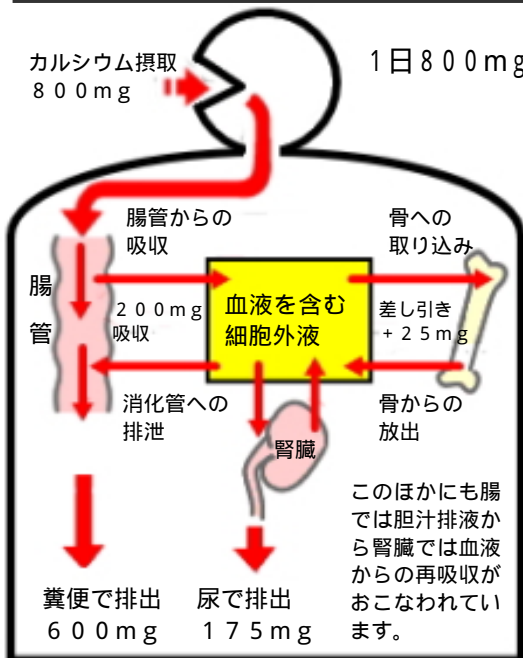 カルシウム摂取
８００mｇ
１日８００mｇ
腸管からの
吸収
骨への
取り込み
腸
管
２００mｇ
吸収
血液を含む
細胞外液
差し引き
＋２５mｇ
消化管への
排泄
腎臓
骨からの
放出
このほかにも腸
では胆汁排液か
ら腎臓では血液
からの再吸収が
おこなわれてい
ます。
糞便で排出
６００mｇ
尿で排出
１７５mｇ